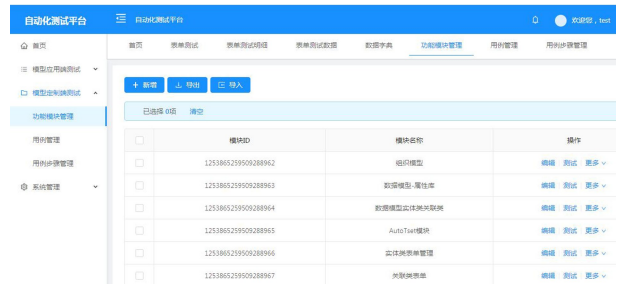 自动化测试平台
自动化测试平台
欢迎您，test
首页
首页 表单测试 表单测试明细 表单测试数据 数据字典 功能模块管理 用例管理 用例步骤管理
模型应用端测试
模型定制端测试
功能模块管理
用例管理
用例步骤管理
系统管理
+ 新增 导出 导入
已选择 0项 清空
模块ID 模块名称 操作
1253865259509288962 组织模型 编辑 测试 更多
1253865259509288963 数据模型-属性库 编辑 测试 更多
1253865259509288964 数据模型实体类关联类 编辑 测试 更多
1253865259509288965 AutoTset模块 编辑 测试 更多
1253865259509288966 实体类表单管理 编辑 测试 更多
1253865259509288967 关联类表单 编辑 测试 更多